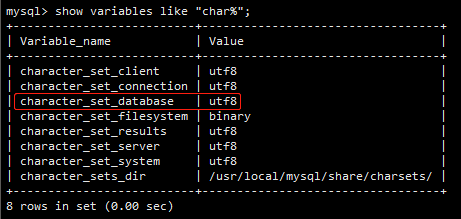 mysql> show variables like "char%";
+--------------------------+----------------------------------+
| Variable_name            | Value                            |
+--------------------------+----------------------------------+
| character_set_client     | utf8                             |
| character_set_connection | utf8                             |
| character_set_database   | utf8                             |
| character_set_filesystem | binary                           |
| character_set_results    | utf8                             |
| character_set_server     | utf8                             |
| character_set_system     | utf8                             |
| character_sets_dir       | /usr/local/mysql/share/charsets/ |
+--------------------------+----------------------------------+
8 rows in set (0.00 sec)